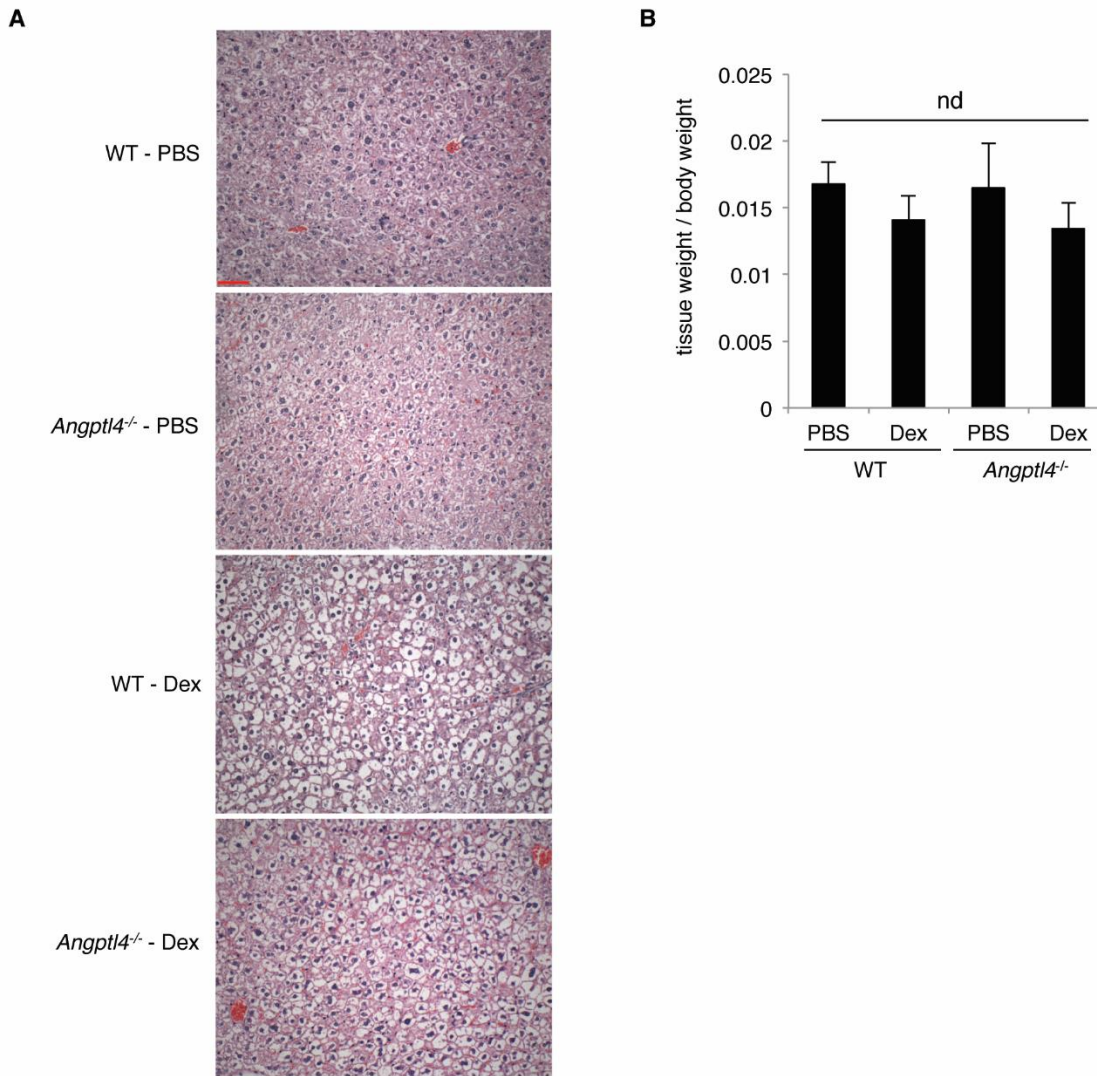 A
WT - PBS
Angptl4-/- - PBS
WT - Dex
Angptl4-/- - Dex
B
0.025
0.02
0.015
0.01
0.005
0
tissue weight / body weight
nd
PBS Dex PBS Dex
WT Angptl4-/-